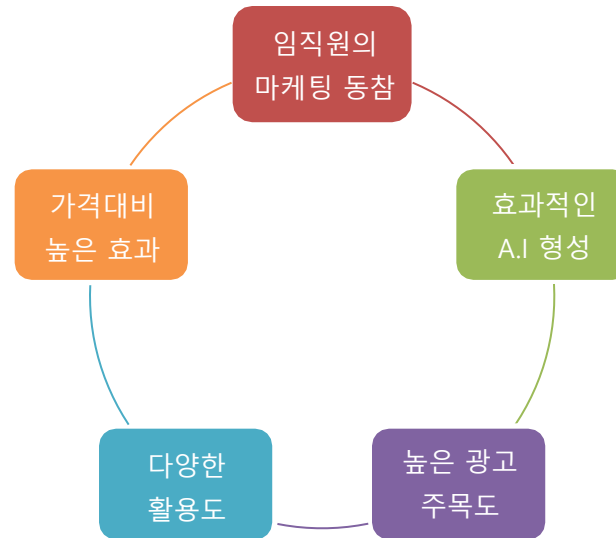 임직원의
마케팅 동참
효과적인
A.I 형성
높은 광고
주목도
다양한
활용도
가격대비
높은 효과